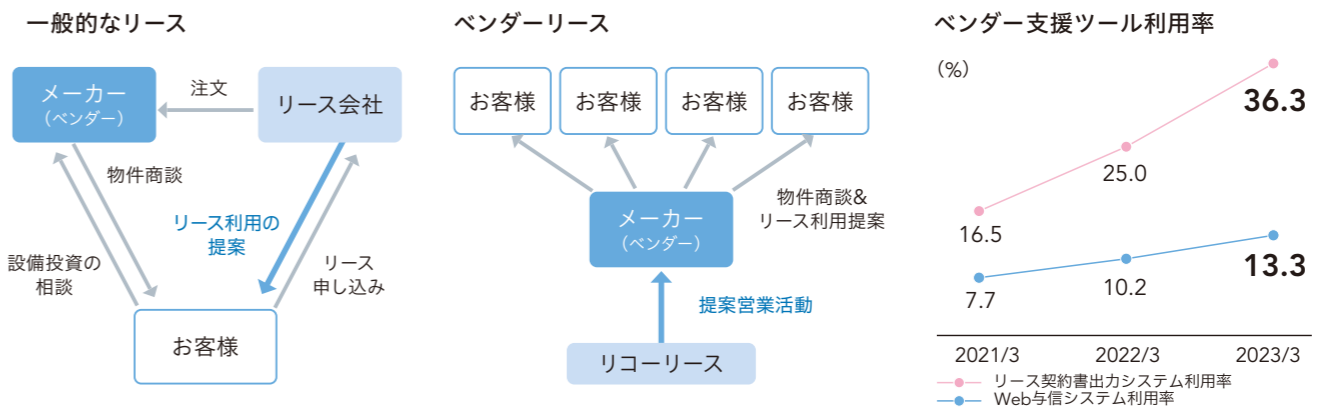 一般的なリース
メーカー
（ベンダー）
注文
リース会社
物件商談
リース利用の
提案
設備投資の
相談
リース
申し込み
お客様
ベンダーリース
お客様
お客様
お客様
お客様
物件商談&
リース利用提案
メーカー
（ベンダー）
提案営業活動
リコーリース
ベンダー支援ツール利用率
（%）
36.3
25.0
16.5
13.3
10.2
7.7
2021/3
2022/3
2023/3
リース契約書出力システム利用率
Web与信システム利用率